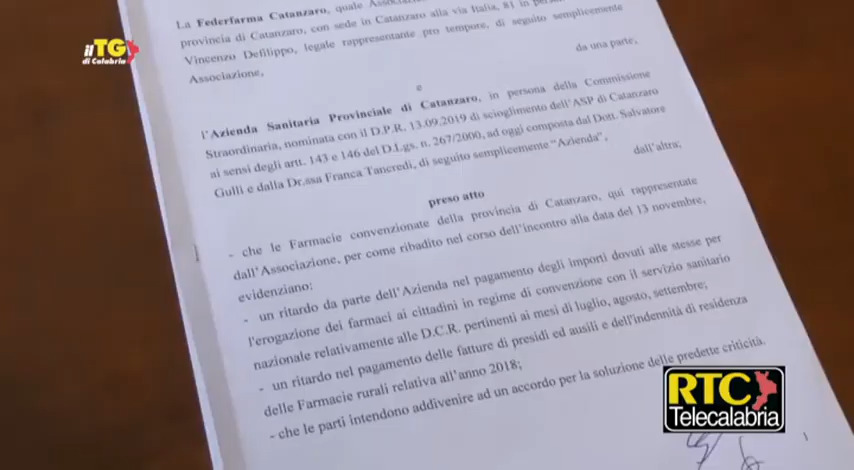 La Federfarma Catanzaro, quale
provincia di Catanzaro, con sede in Catanzaro alla via Italia, 81 in
Vincenzo Defilippo, legale rappresentante pro tempore, di seguito semplicemente
Associazione,
da una parte,
e
l'Azienda Sanitaria Provinciale di Catanzaro, in persona della Commissione
Straordinaria, nominata con il D.P.R. 13.09.2019 di scioglimento dell'ASP di Catanzaro
ai sensi degli artt. 143 e 146 del D.Lgs. n. 267/2000, ad oggi composta dal Dott. Salvatore
Gullì e dalla Dr.ssa Franca Tancredi, di seguito semplicemente "Azienda",
dall'altra;
preso atto
- che le Farmacie convenzionate della provincia di Catanzaro, qui rappresentate
dall'Associazione, per come ribadito nel corso dell'incontro alla data del 13 novembre,
evidenziano:
- un ritardo da parte dell'Azienda nel pagamento degli importi dovuti alle stesse per
l'erogazione dei farmaci ai cittadini in regime di convenzione con il servizio sanitario
nazionale relativamente alle D.C.R. pertinenti ai mesi di luglio, agosto, settembre;
- un ritardo nel pagamento delle fatture di presidi ed ausili e dell'indennità di residenza
delle Farmacie rurali relativa all'anno 2018;
- che le parti intendono addivenire ad un accordo per la soluzione delle predette criticità.
1
il TG
di Calabria
RTC
Telecalabria